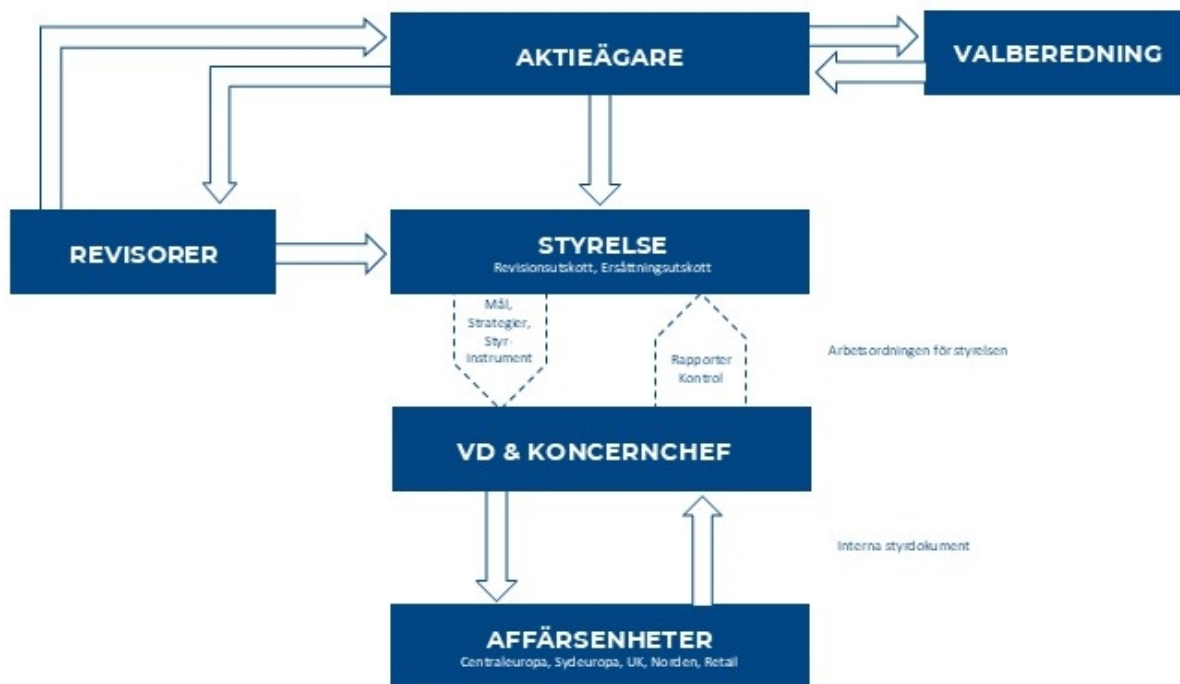 AKTIEÄGARE
VALBEREDNING
REVISORER
STYRELSE
Revisionsutskott, Ersättningsutskott
Mål,
Strategier,
Styr
instrument
Rapporter
Kontrol
Arbetsordningen för styrelsen
VD & KONCERNCHEF
Interna styrdokument
AFFÄRSENHETER
Centraleuropa, Sydeuropa, UK, Norden, Retail